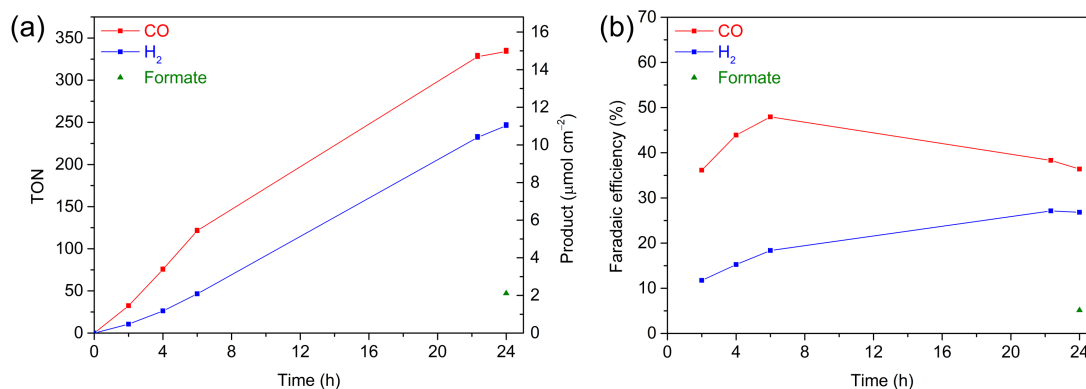 (a)
CO
H₂
Formate
TON
350
300
250
200
150
100
50
0
0 4 8 12 16 20 24
Time (h)
16
14
12
10
8
6
4
2
0
Product (μmol cm⁻²)
(b)
CO
H₂
Formate
Faradaic efficiency (%)
70
60
50
40
30
20
10
0
0 4 8 12 16 20 24
Time (h)